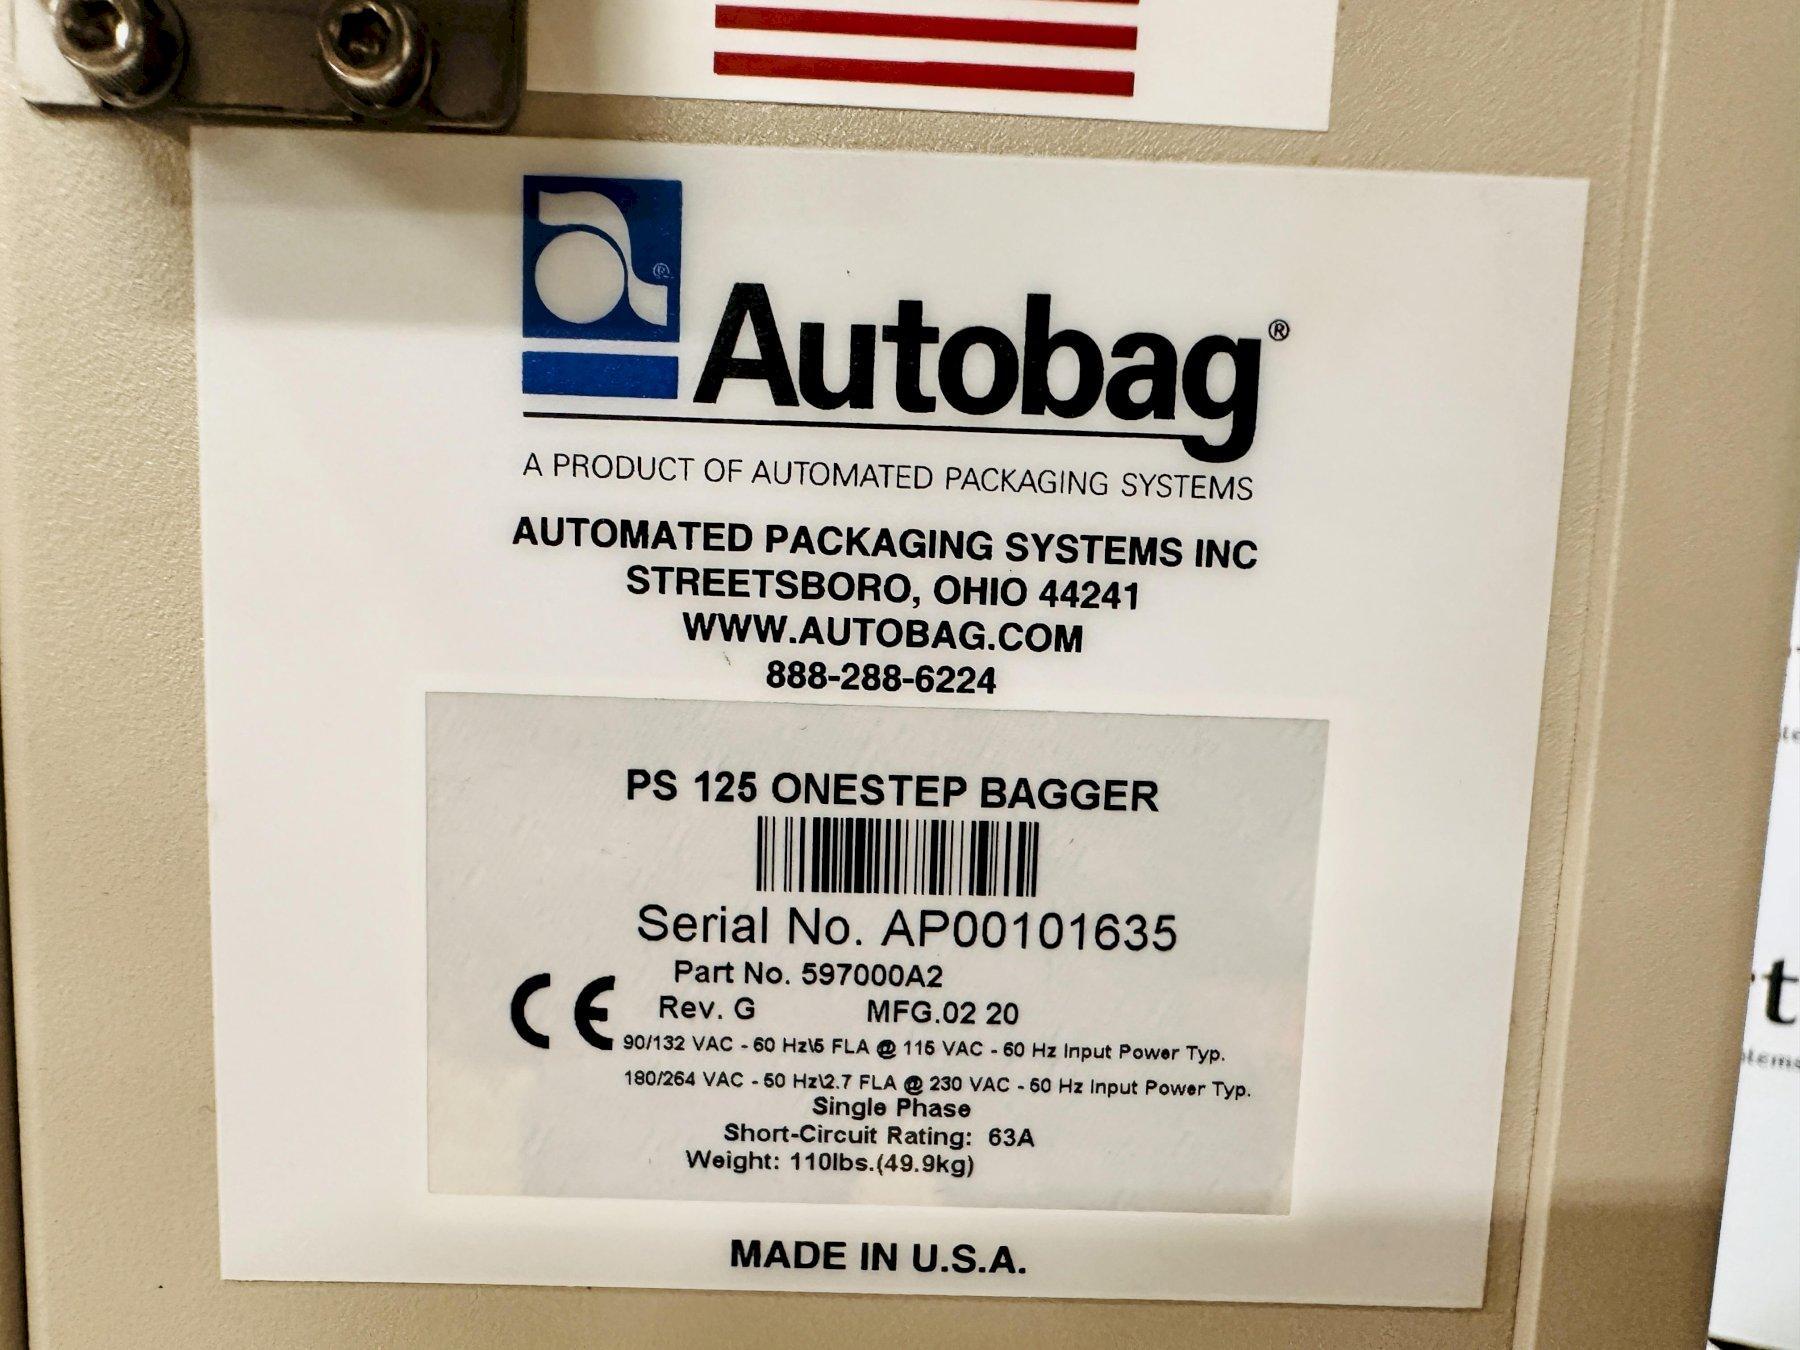 Autobag®
A PRODUCT OF AUTOMATED PACKAGING SYSTEMS
AUTOMATED PACKAGING SYSTEMS INC
STREETSBORO, OHIO 44241
WWW.AUTOBAG.COM
888-288-6224
PS 125 ONESTEP BAGGER
Serial No. AP00101635
Part No. 597000A2
CE Rev. G MFG.02 20
90/132 VAC - 60 Hz\5 FLA @ 115 VAC - 60 Hz Input Power Typ.
180/264 VAC - 50 Hz\2.7 FLA @ 230 VAC - 50 Hz Input Power Typ.
Single Phase
Short-Circuit Rating: 63A
Weight: 110lbs.(49.9kg)
MADE IN U.S.A.